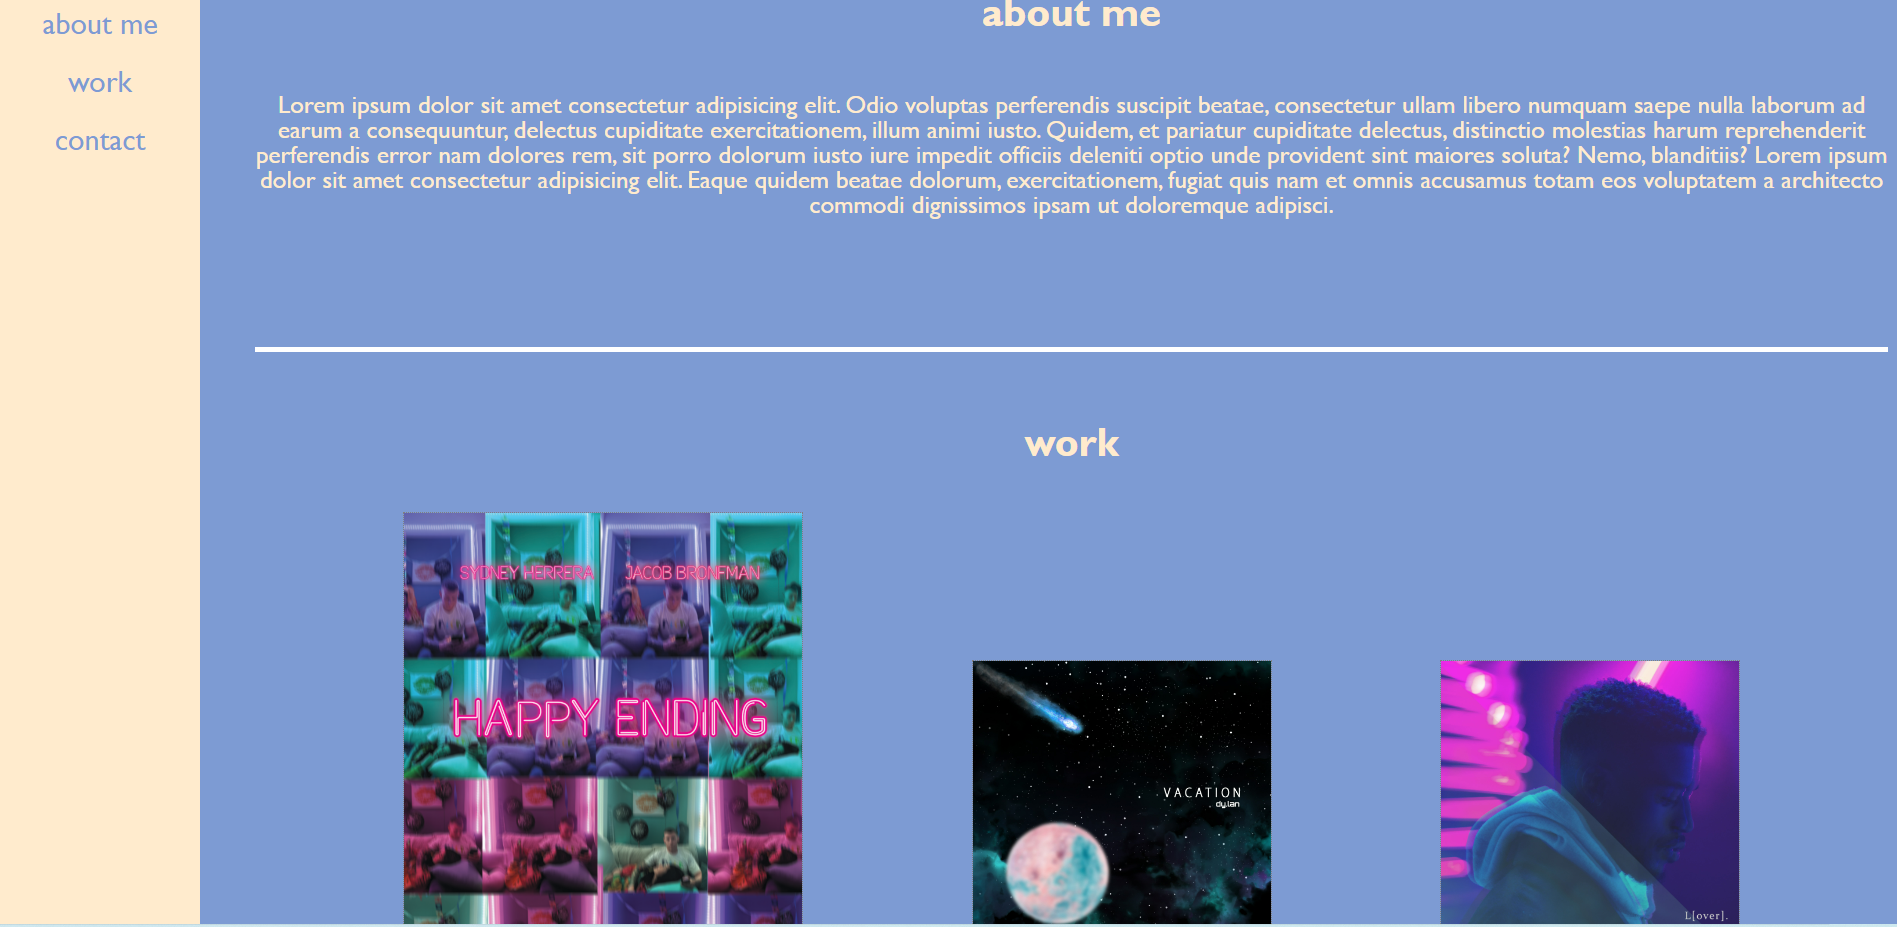 about me
work
contact
about me
Lorem ipsum dolor sit amet consectetur adipisicing elit. Odio voluptas perferendis suscipit beatae, consectetur ullam libero numquam saepe nulla laborum ad
earum a consequuntur, delectus cupiditate exercitationem, illum animi iusto. Quidem, et pariatur cupiditate delectus, distinctio molestias harum reprehenderit
perferendis error nam dolores rem, sit porro dolorum iusto iure impedit officiis deleniti optio unde provident sint maiores soluta? Nemo, blanditiis? Lorem ipsum
dolor sit amet consectetur adipisicing elit. Eaque quidem beatae dolorum, exercitationem, fugiat quis nam et omnis accusamus totam eos voluptatem a architecto
commodi dignissimos ipsam ut doloremque adipisci.
work
SYDNEY HERRERA JACOB BRONFMAN
HAPPY ENDING
VACATION
dy.lan
L[over].